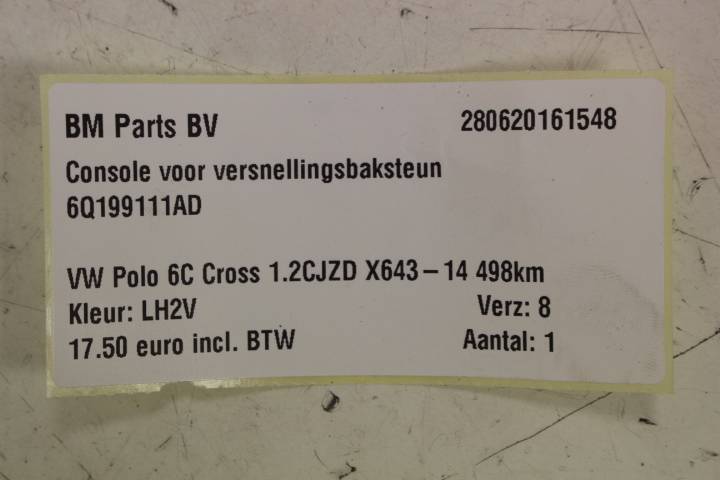 BM Parts BV 280620161548
Console voor versnellingsbaksteun
6Q199111AD
VW Polo 6C Cross 1.2CJZD X643-14 498km
Kleur: LH2V Verz: 8
17.50 euro incl. BTW Aantal: 1